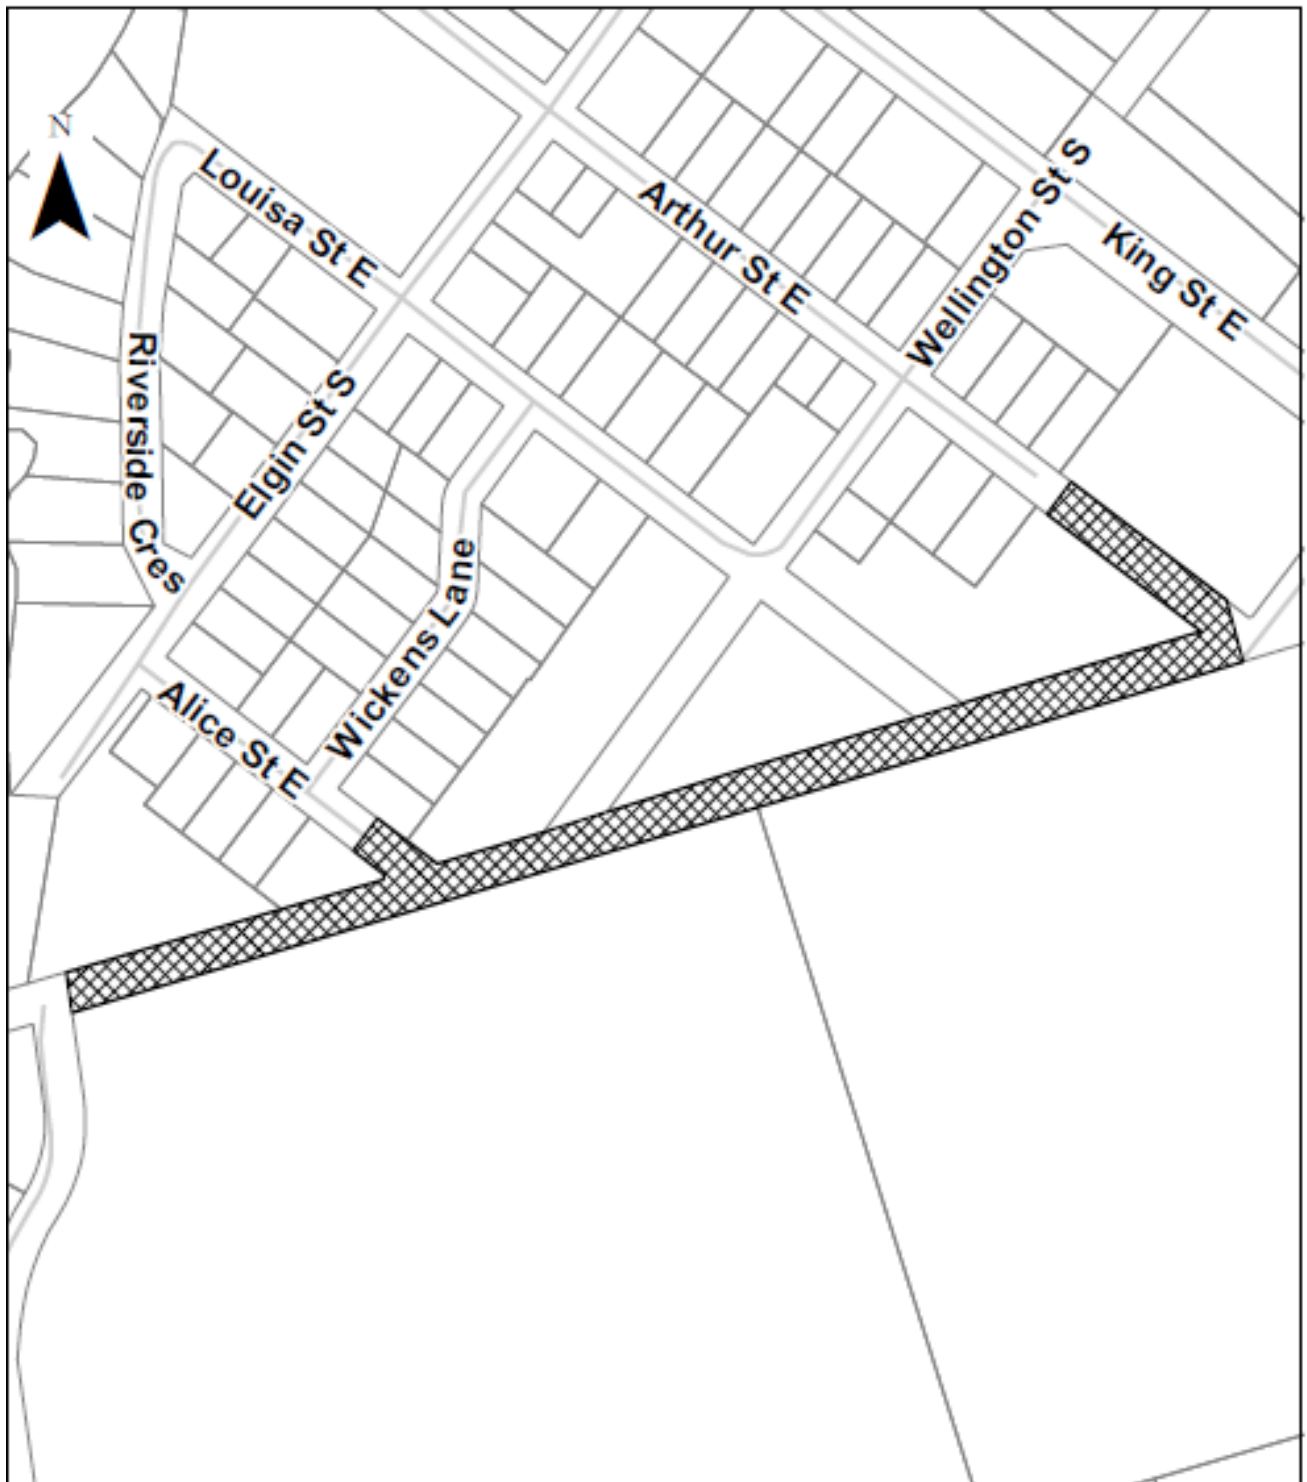 N
Louisa St E
Arthur St E
Wellington St S
King St E
Riverside Cres
Elgin St S
Wickens Lane
Alice St E